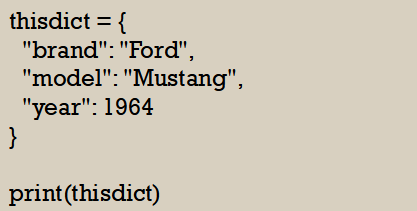 thisdict = {
  "brand": "Ford",
  "model": "Mustang",
  "year": 1964
}

print(thisdict)